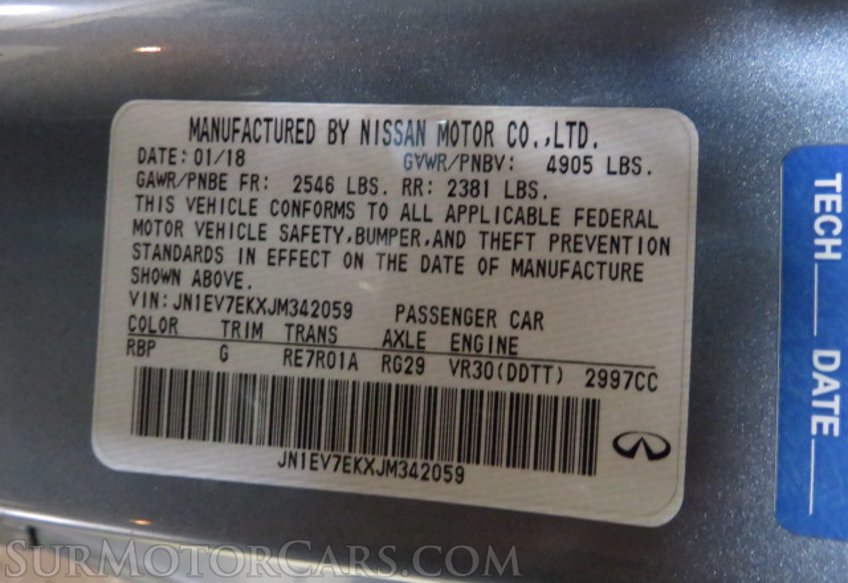 MANUFACTURED BY NISSAN MOTOR CO.,LTD.
DATE: 01/18 GVWR/PNBV: 4905 LBS.
GAWR/PNBE FR: 2546 LBS. RR: 2381 LBS.
THIS VEHICLE CONFORMS TO ALL APPLICABLE FEDERAL
MOTOR VEHICLE SAFETY,BUMPER,AND THEFT PREVENTION
STANDARDS IN EFFECT ON THE DATE OF MANUFACTURE
SHOWN ABOVE.
VIN: JN1EV7EKXJM342059 PASSENGER CAR
COLOR TRIM TRANS AXLE ENGINE
RBP G RE7R01A RG29 VR30(DDTT) 2997CC
JN1EV7EKXJM342059
TECH
DATE
SURMOTORCARS.COM